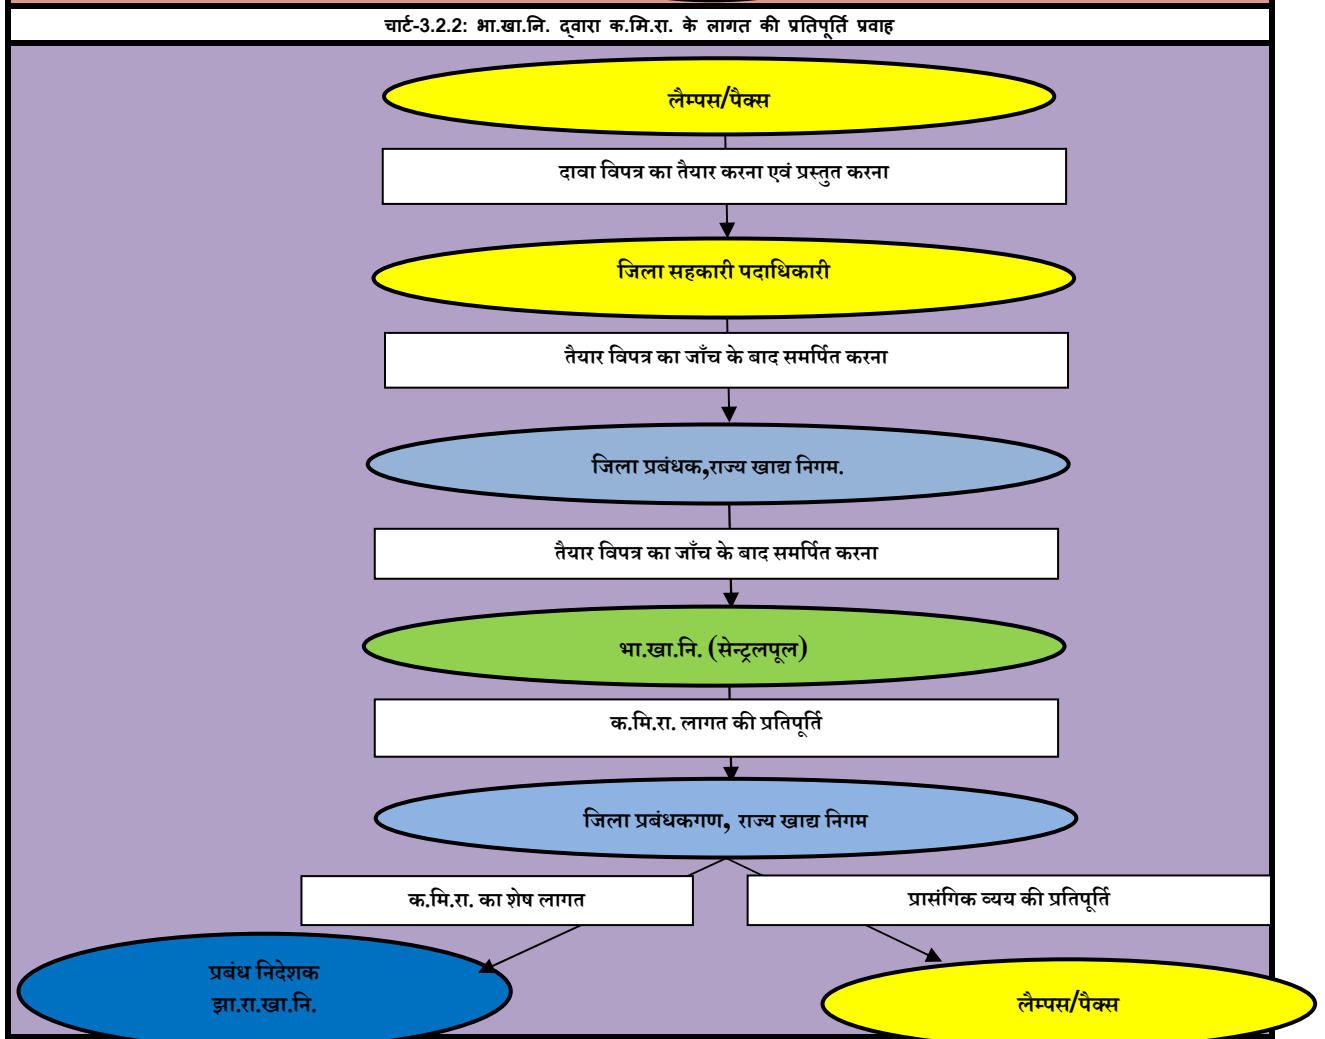 चार्ट-3.2.2: भा.खा.नि. द्वारा क.मि.रा. के लागत की प्रतिपूर्ति प्रवाह
लैम्पस/पैक्स
दावा विपत्र का तैयार करना एवं प्रस्तुत करना
जिला सहकारी पदाधिकारी
तैयार विपत्र का जाँच के बाद समर्पित करना
जिला प्रबंधक,राज्य खाद्य निगम.
तैयार विपत्र का जाँच के बाद समर्पित करना
भा.खा.नि. (सेन्ट्रलपूल)
क.मि.रा. लागत की प्रतिपूर्ति
जिला प्रबंधकगण, राज्य खाद्य निगम
क.मि.रा. का शेष लागत
प्रासंगिक व्यय की प्रतिपूर्ति
प्रबंध निदेशक
झा.रा.खा.नि.
लैम्पस/पैक्स